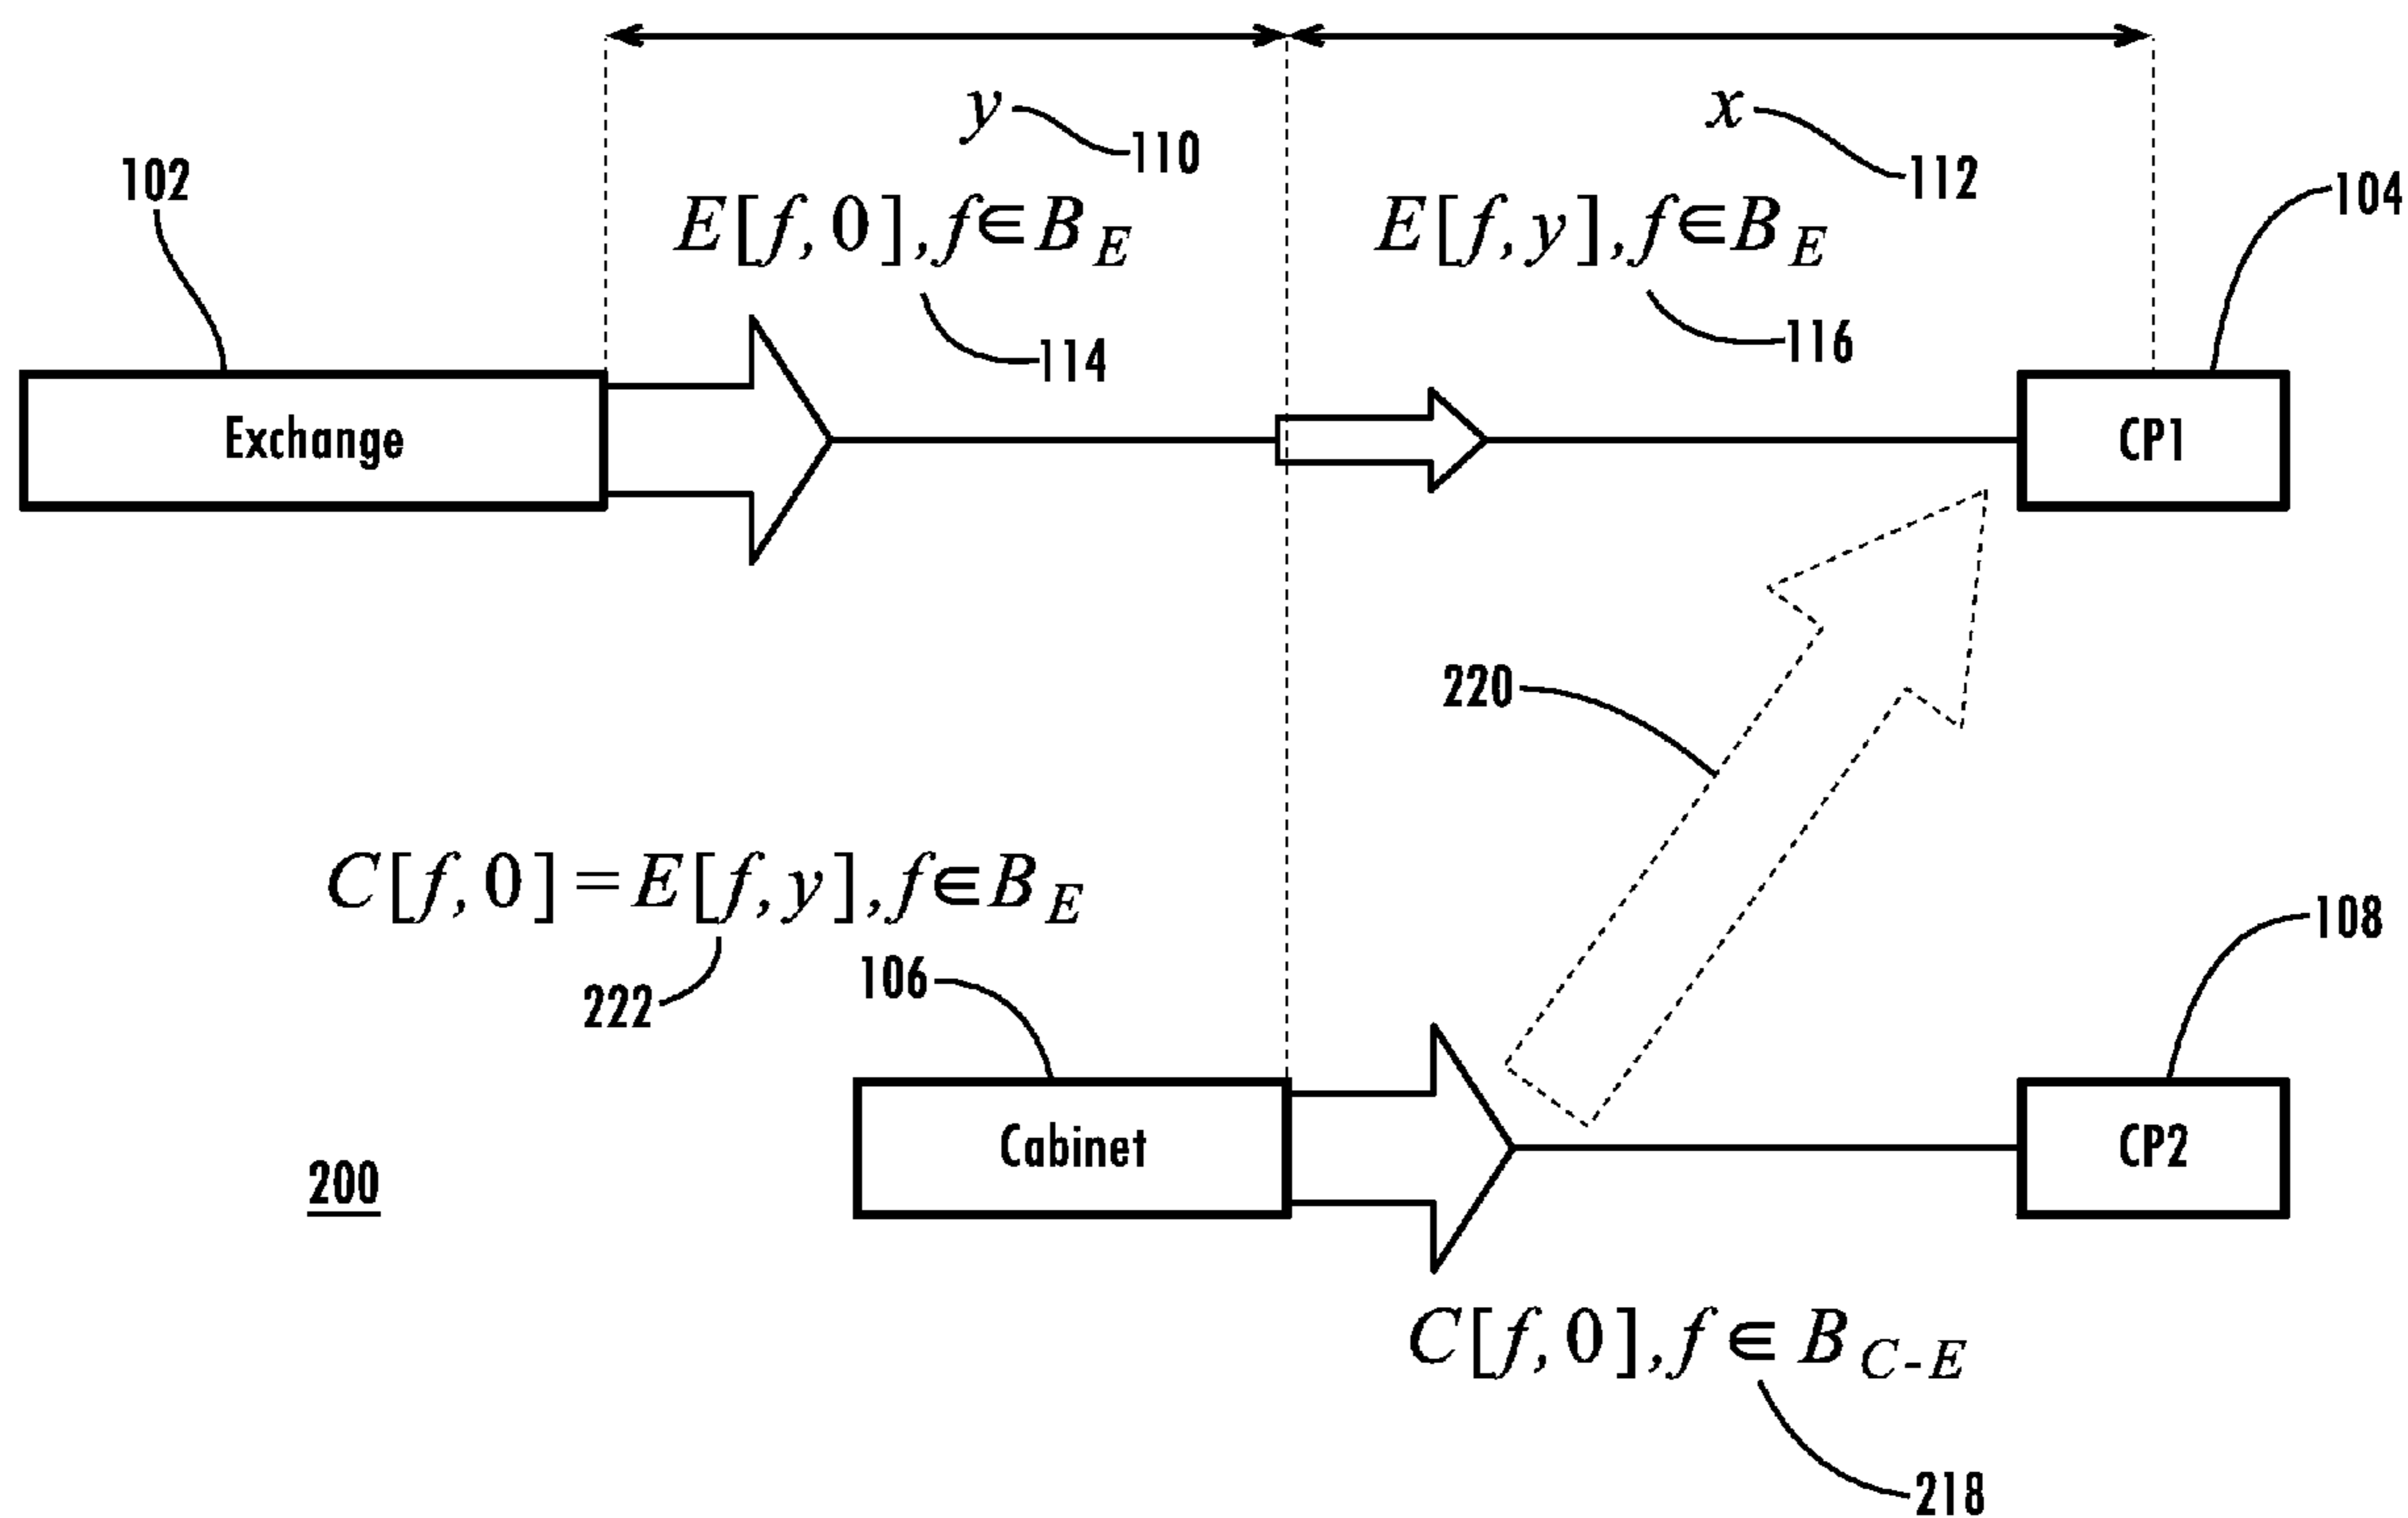 y
110
x
112
102
E[f,0],f∈B_E
E[f,y],f∈B_E
104
114
116
Exchange
CP1
220
C[f,0]=E[f,y],f∈B_E
222
106
108
Cabinet
CP2
200
C[f,0],f∈B_{C-E}
218